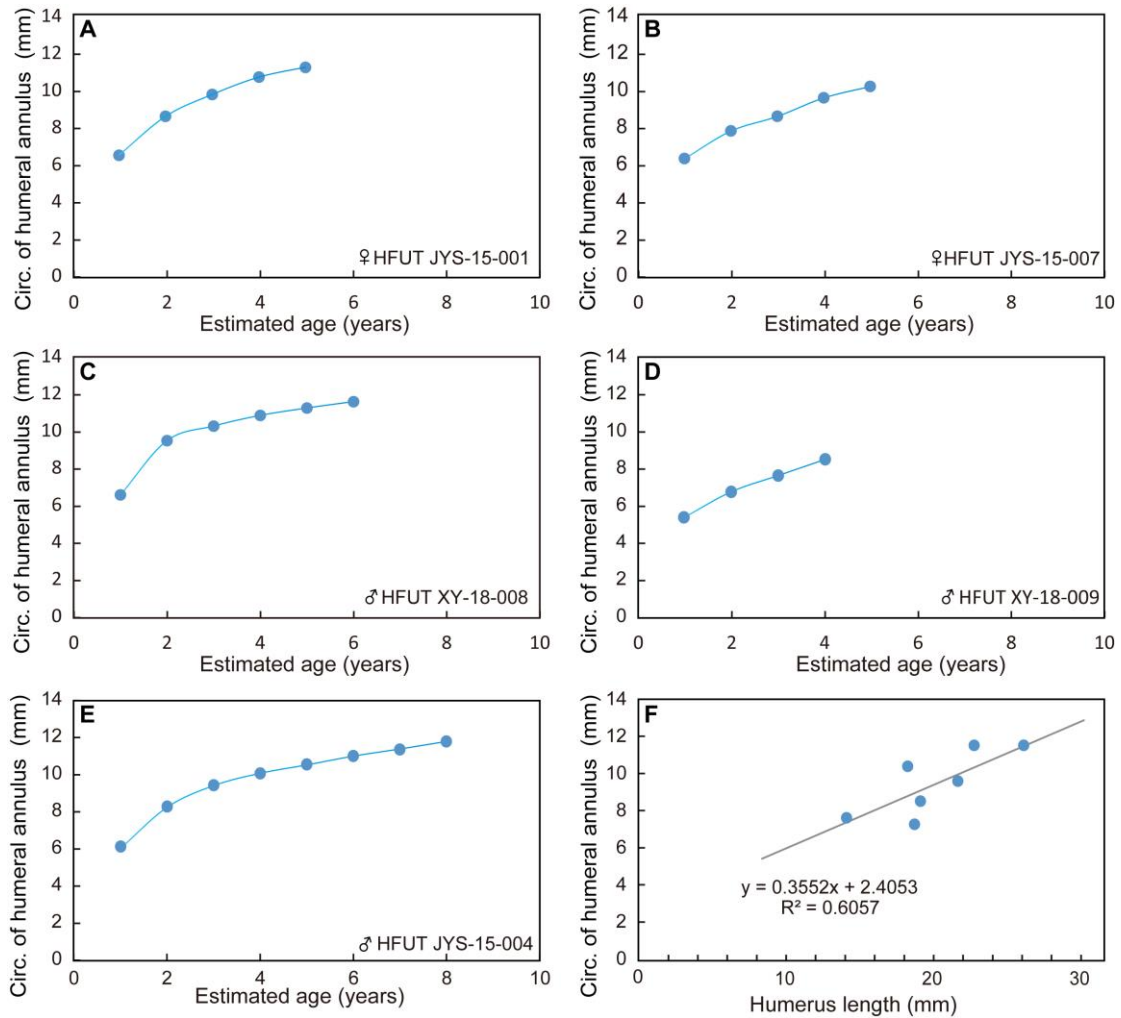 A
Circ. of humeral annulus (mm)
14
12
10
8
6
4
2
0
0 2 4 6 8 10
♀HFUT JYS-15-001
Estimated age (years)
B
Circ. of humeral annulus (mm)
14
12
10
8
6
4
2
0
0 2 4 6 8 10
♀HFUT JYS-15-007
Estimated age (years)
C
Circ. of humeral annulus (mm)
14
12
10
8
6
4
2
0
0 2 4 6 8 10
♂HFUT XY-18-008
Estimated age (years)
D
Circ. of humeral annulus (mm)
14
12
10
8
6
4
2
0
0 2 4 6 8 10
♂HFUT XY-18-009
Estimated age (years)
E
Circ. of humeral annulus (mm)
14
12
10
8
6
4
2
0
0 2 4 6 8 10
♂HFUT JYS-15-004
Estimated age (years)
F
Circ. of humeral annulus (mm)
14
12
10
8
6
4
2
0
0 10 20 30
y = 0.3552x + 2.4053
R² = 0.6057
Humerus length (mm)